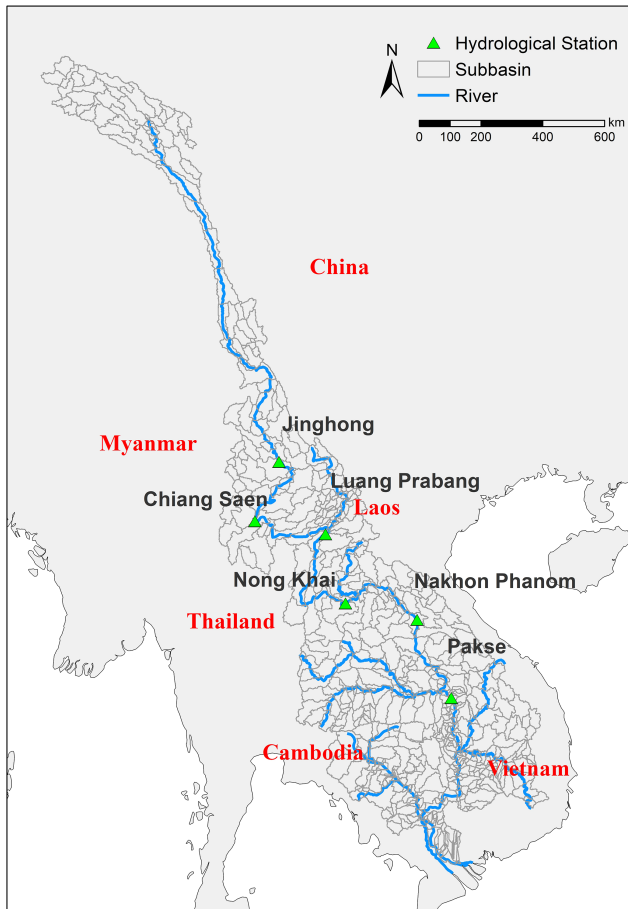 N
Hydrological Station
Subbasin
River
km
0 100 200 400 600
China
Jinghong
Myanmar
Luang Prabang
Chiang Saen
Laos
Nong Khai
Nakhon Phanom
Thailand
Pakse
Cambodia
Vietnam